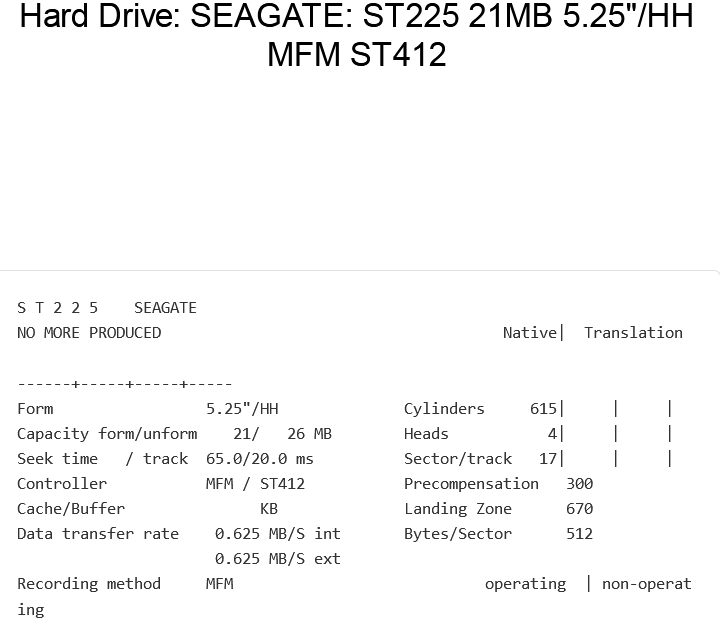 Hard Drive: SEAGATE: ST225 21MB 5.25"/HH
MFM ST412
S T 2 2 5    SEAGATE
NO MORE PRODUCED                                      Native|  Translation
------+-----+-----+-----
Form                 5.25"/HH              Cylinders     615|     |     |
Capacity form/unform    21/   26 MB        Heads           4|     |     |
Seek time   / track  65.0/20.0 ms          Sector/track   17|     |     |
Controller           MFM / ST412           Precompensation   300
Cache/Buffer               KB              Landing Zone      670
Data transfer rate    0.625 MB/S int       Bytes/Sector      512
                      0.625 MB/S ext
Recording method     MFM                            operating  | non-operat
ing